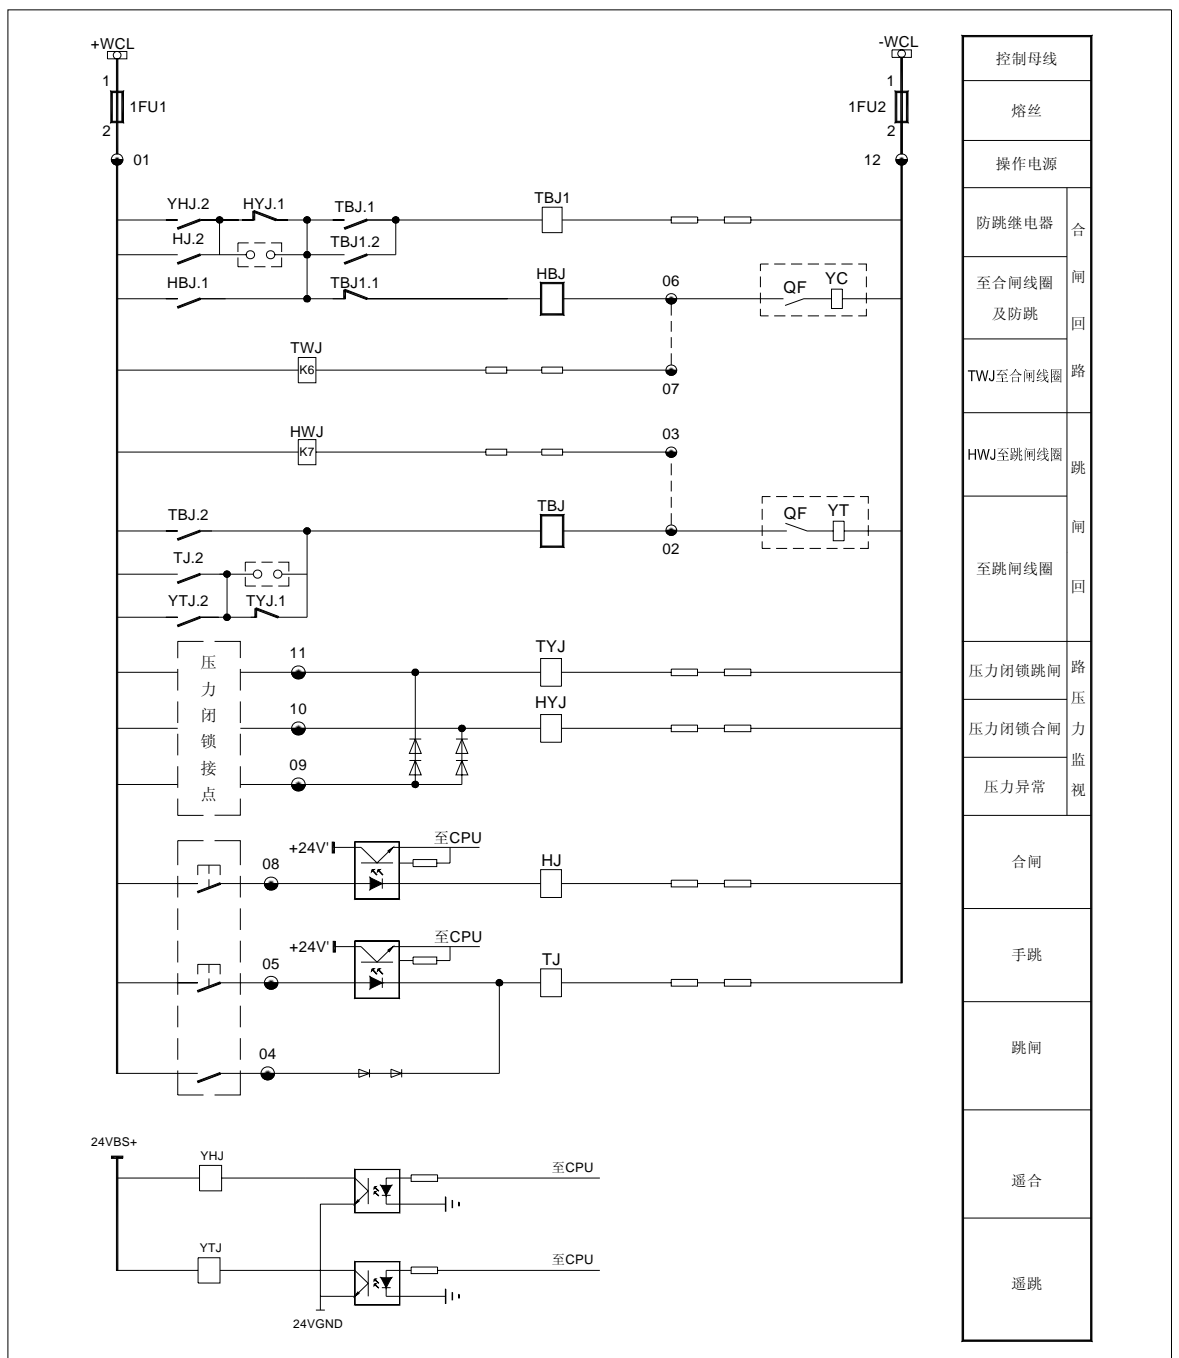 +WCL
-WCL
控制母线
1
1
1FU1
1FU2
熔丝
2
2
01
12
操作电源
YHJ.2
HYJ.1
TBJ.1
TBJ1
防跳继电器
HJ.2
TBJ1.2
HBJ.1
TBJ1.1
HBJ
06
QF
YC
至合闸线圈
及防跳
TWJ
K6
07
TWJ至合闸线圈
合
闸
回
路
HWJ
K7
03
HWJ至跳闸线圈
TBJ.2
TBJ
02
QF
YT
TJ.2
YTJ.2
TYJ.1
至跳闸线圈
跳
闸
回
路
压
力
闭
锁
接
点
11
TYJ
压力闭锁跳闸
10
HYJ
压力闭锁合闸
09
压力异常
压
力
监
视
+24V'
至CPU
08
HJ
合闸
+24V'
至CPU
05
TJ
手跳
04
跳闸
24VBS+
YHJ
至CPU
遥合
YTJ
至CPU
24VGND
遥跳